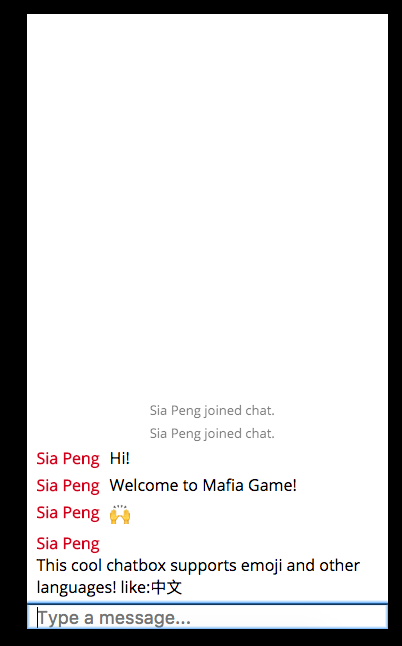 Sia Peng joined chat.
Sia Peng joined chat.
Sia Peng Hi!
Sia Peng Welcome to Mafia Game!
Sia Peng 🙌
Sia Peng
This cool chatbox supports emoji and other
languages! like:中文
Type a message...